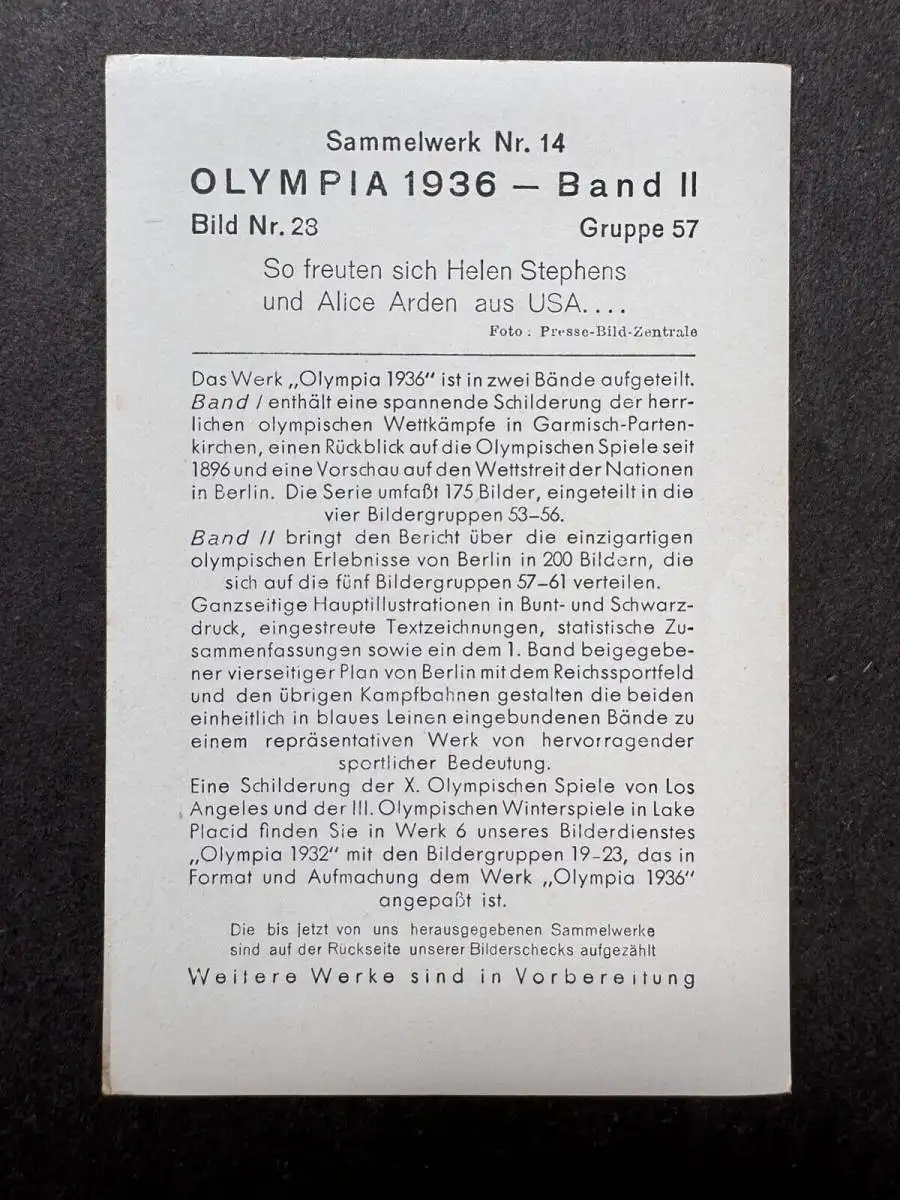 Sammelwerk Nr. 14
OLYMPIA 1936 — Band II
Bild Nr. 23 Gruppe 57
So freuten sich Helen Stephens
und Alice Arden aus USA....
Foto: Presse-Bild-Zentrale
Das Werk „Olympia 1936“ ist in zwei Bände aufgeteilt.
Band I enthält eine spannende Schilderung der herr-
lichen olympischen Wettkämpfe in Garmisch-Parten-
kirchen, einen Rückblick auf die Olympischen Spiele seit
1896 und eine Vorschau auf den Wettstreit der Nationen
in Berlin. Die Serie umfaßt 175 Bilder, eingeteilt in die
vier Bildergruppen 53–56.
Band II bringt den Bericht über die einzigartigen
olympischen Erlebnisse von Berlin in 200 Bildern, die
sich auf die fünf Bildergruppen 57–61 verteilen.
Ganzseitige Hauptillustrationen in Bunt- und Schwarz-
druck, eingestreute Textzeichnungen, statistische Zu-
sammenfassungen sowie ein dem 1. Band beigegebe-
ner vierseitiger Plan von Berlin mit dem Reichssportfeld
und den übrigen Kampfbahnen gestalten die beiden
einheitlich in blaues Leinen eingebundenen Bände zu
einem repräsentativen Werk von hervorragender
sportlicher Bedeutung.
Eine Schilderung der X. Olympischen Spiele von Los
Angeles und der III. Olympischen Winterspiele in Lake
Placid finden Sie in Werk 6 unseres Bilderdienstes
„Olympia 1932“ mit den Bildergruppen 19–23, das in
Format und Aufmachung dem Werk „Olympia 1936“
angepaßt ist.
Die bis jetzt von uns herausgegebenen Sammelwerke
sind auf der Rückseite unserer Bilderschecks aufgezählt
Weitere Werke sind in Vorbereitung